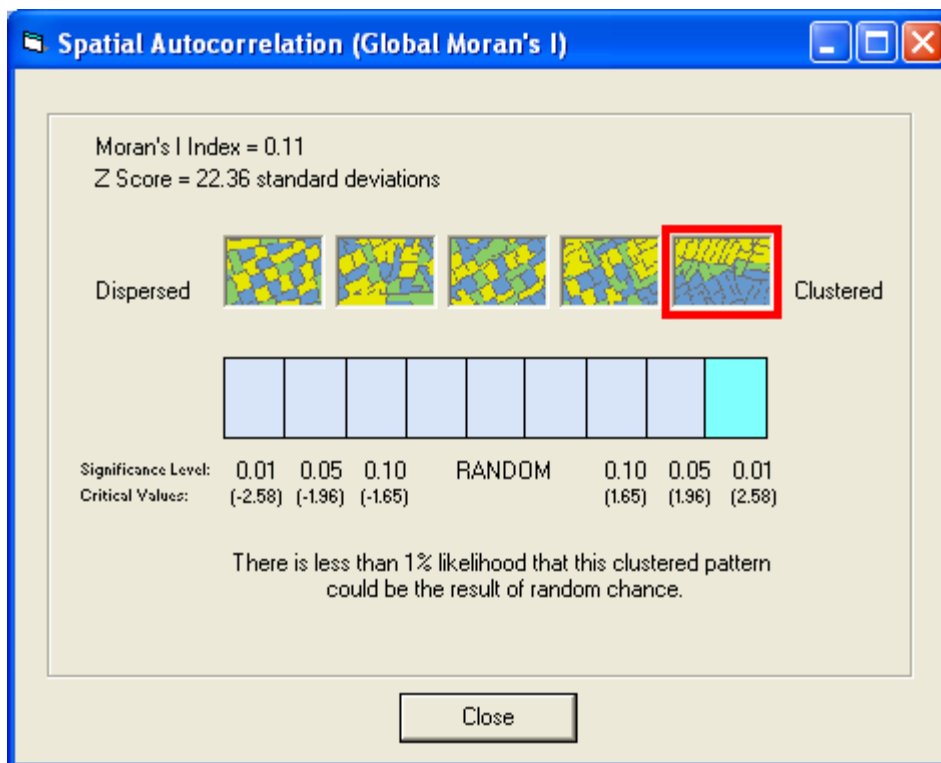 Spatial Autocorrelation (Global Moran's I)
Moran's I Index = 0.11
Z Score = 22.36 standard deviations
Dispersed
Clustered
Significance Level: 0.01 0.05 0.10 RANDOM 0.10 0.05 0.01
Critical Values: (-2.58) (-1.96) (-1.65) (1.65) (1.96) (2.58)
There is less than 1% likelihood that this clustered pattern
could be the result of random chance.
Close